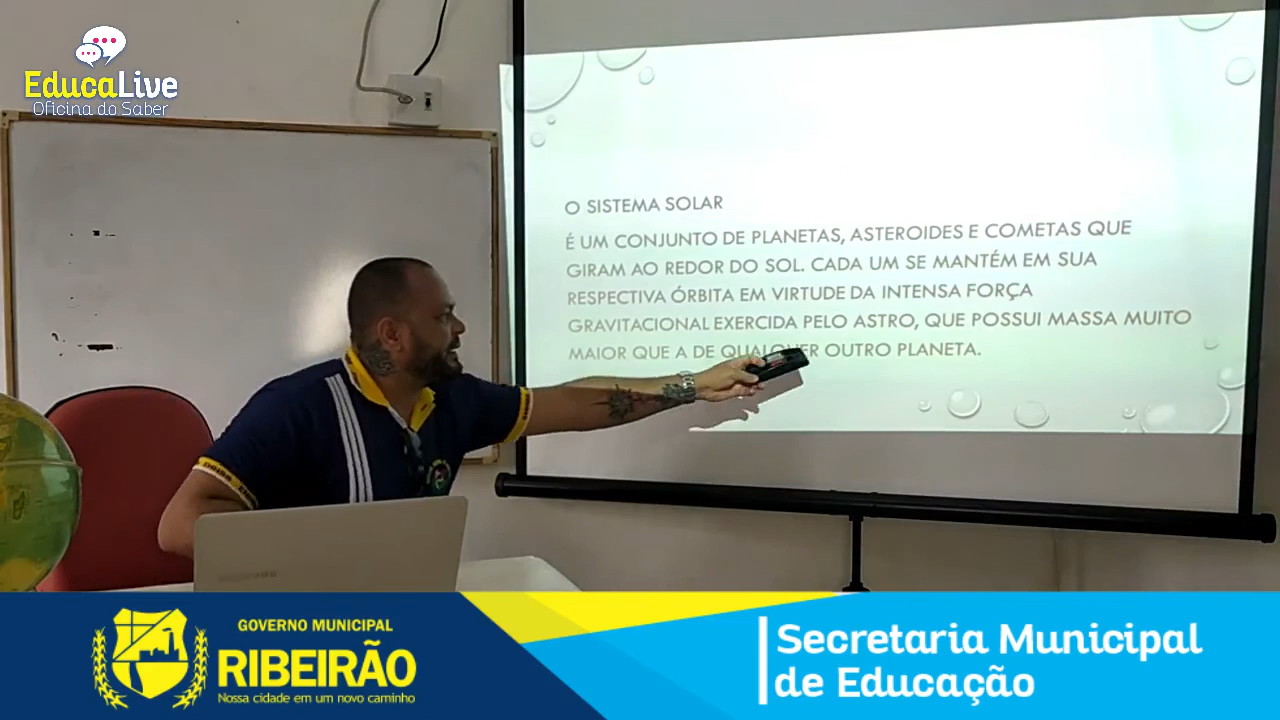 EducaLive
Oficina do Saber
O SISTEMA SOLAR
É UM CONJUNTO DE PLANETAS, ASTEROIDES E COMETAS QUE
GIRAM AO REDOR DO SOL. CADA UM SE MANTÉM EM SUA
RESPECTIVA ÓRBITA EM VIRTUDE DA INTENSA FORÇA
GRAVITACIONAL EXERCIDA PELO ASTRO, QUE POSSUI MASSA MUITO
MAIOR QUE A DE QUALQUER OUTRO PLANETA.
GOVERNO MUNICIPAL
RIBEIRÃO
Nossa cidade em um novo caminho
Secretaria Municipal
de Educação